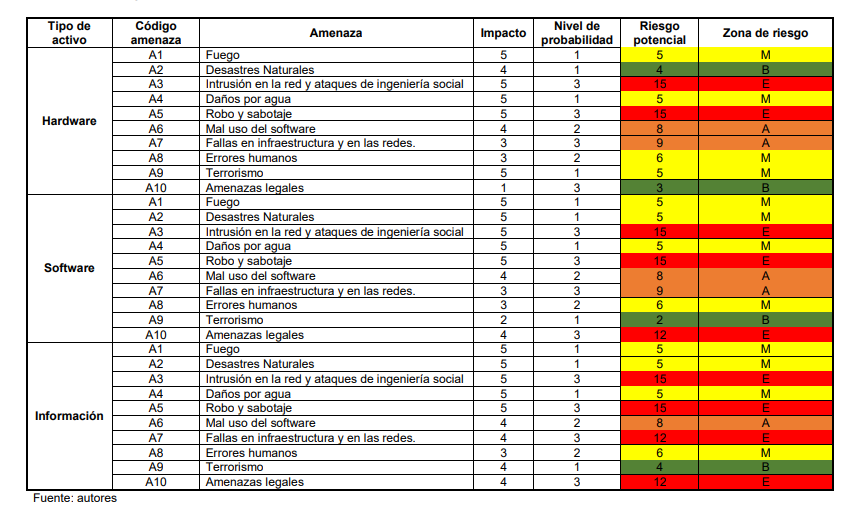 Tipo de activo Código amenaza Amenaza Impacto Nivel de probabilidad Riesgo potencial Zona de riesgo
Hardware
A1 Fuego 5 1 5 M
A2 Desastres Naturales 4 1 4 B
A3 Intrusión en la red y ataques de ingeniería social 5 3 15 E
A4 Daños por agua 5 1 5 M
A5 Robo y sabotaje 5 3 15 E
A6 Mal uso del software 4 2 8 A
A7 Fallas en infraestructura y en las redes. 3 3 9 A
A8 Errores humanos 3 2 6 M
A9 Terrorismo 5 1 5 M
A10 Amenazas legales 1 3 3 B
Software
A1 Fuego 5 1 5 M
A2 Desastres Naturales 5 1 5 M
A3 Intrusión en la red y ataques de ingeniería social 5 3 15 E
A4 Daños por agua 5 1 5 M
A5 Robo y sabotaje 5 3 15 E
A6 Mal uso del software 4 2 8 A
A7 Fallas en infraestructura y en las redes. 3 3 9 A
A8 Errores humanos 3 2 6 M
A9 Terrorismo 2 1 2 B
A10 Amenazas legales 4 3 12 E
Información
A1 Fuego 5 1 5 M
A2 Desastres Naturales 5 1 5 M
A3 Intrusión en la red y ataques de ingeniería social 5 3 15 E
A4 Daños por agua 5 1 5 M
A5 Robo y sabotaje 5 3 15 E
A6 Mal uso del software 4 2 8 A
A7 Fallas en infraestructura y en las redes. 4 3 12 E
A8 Errores humanos 3 2 6 M
A9 Terrorismo 4 1 4 B
A10 Amenazas legales 4 3 12 E
Fuente: autores